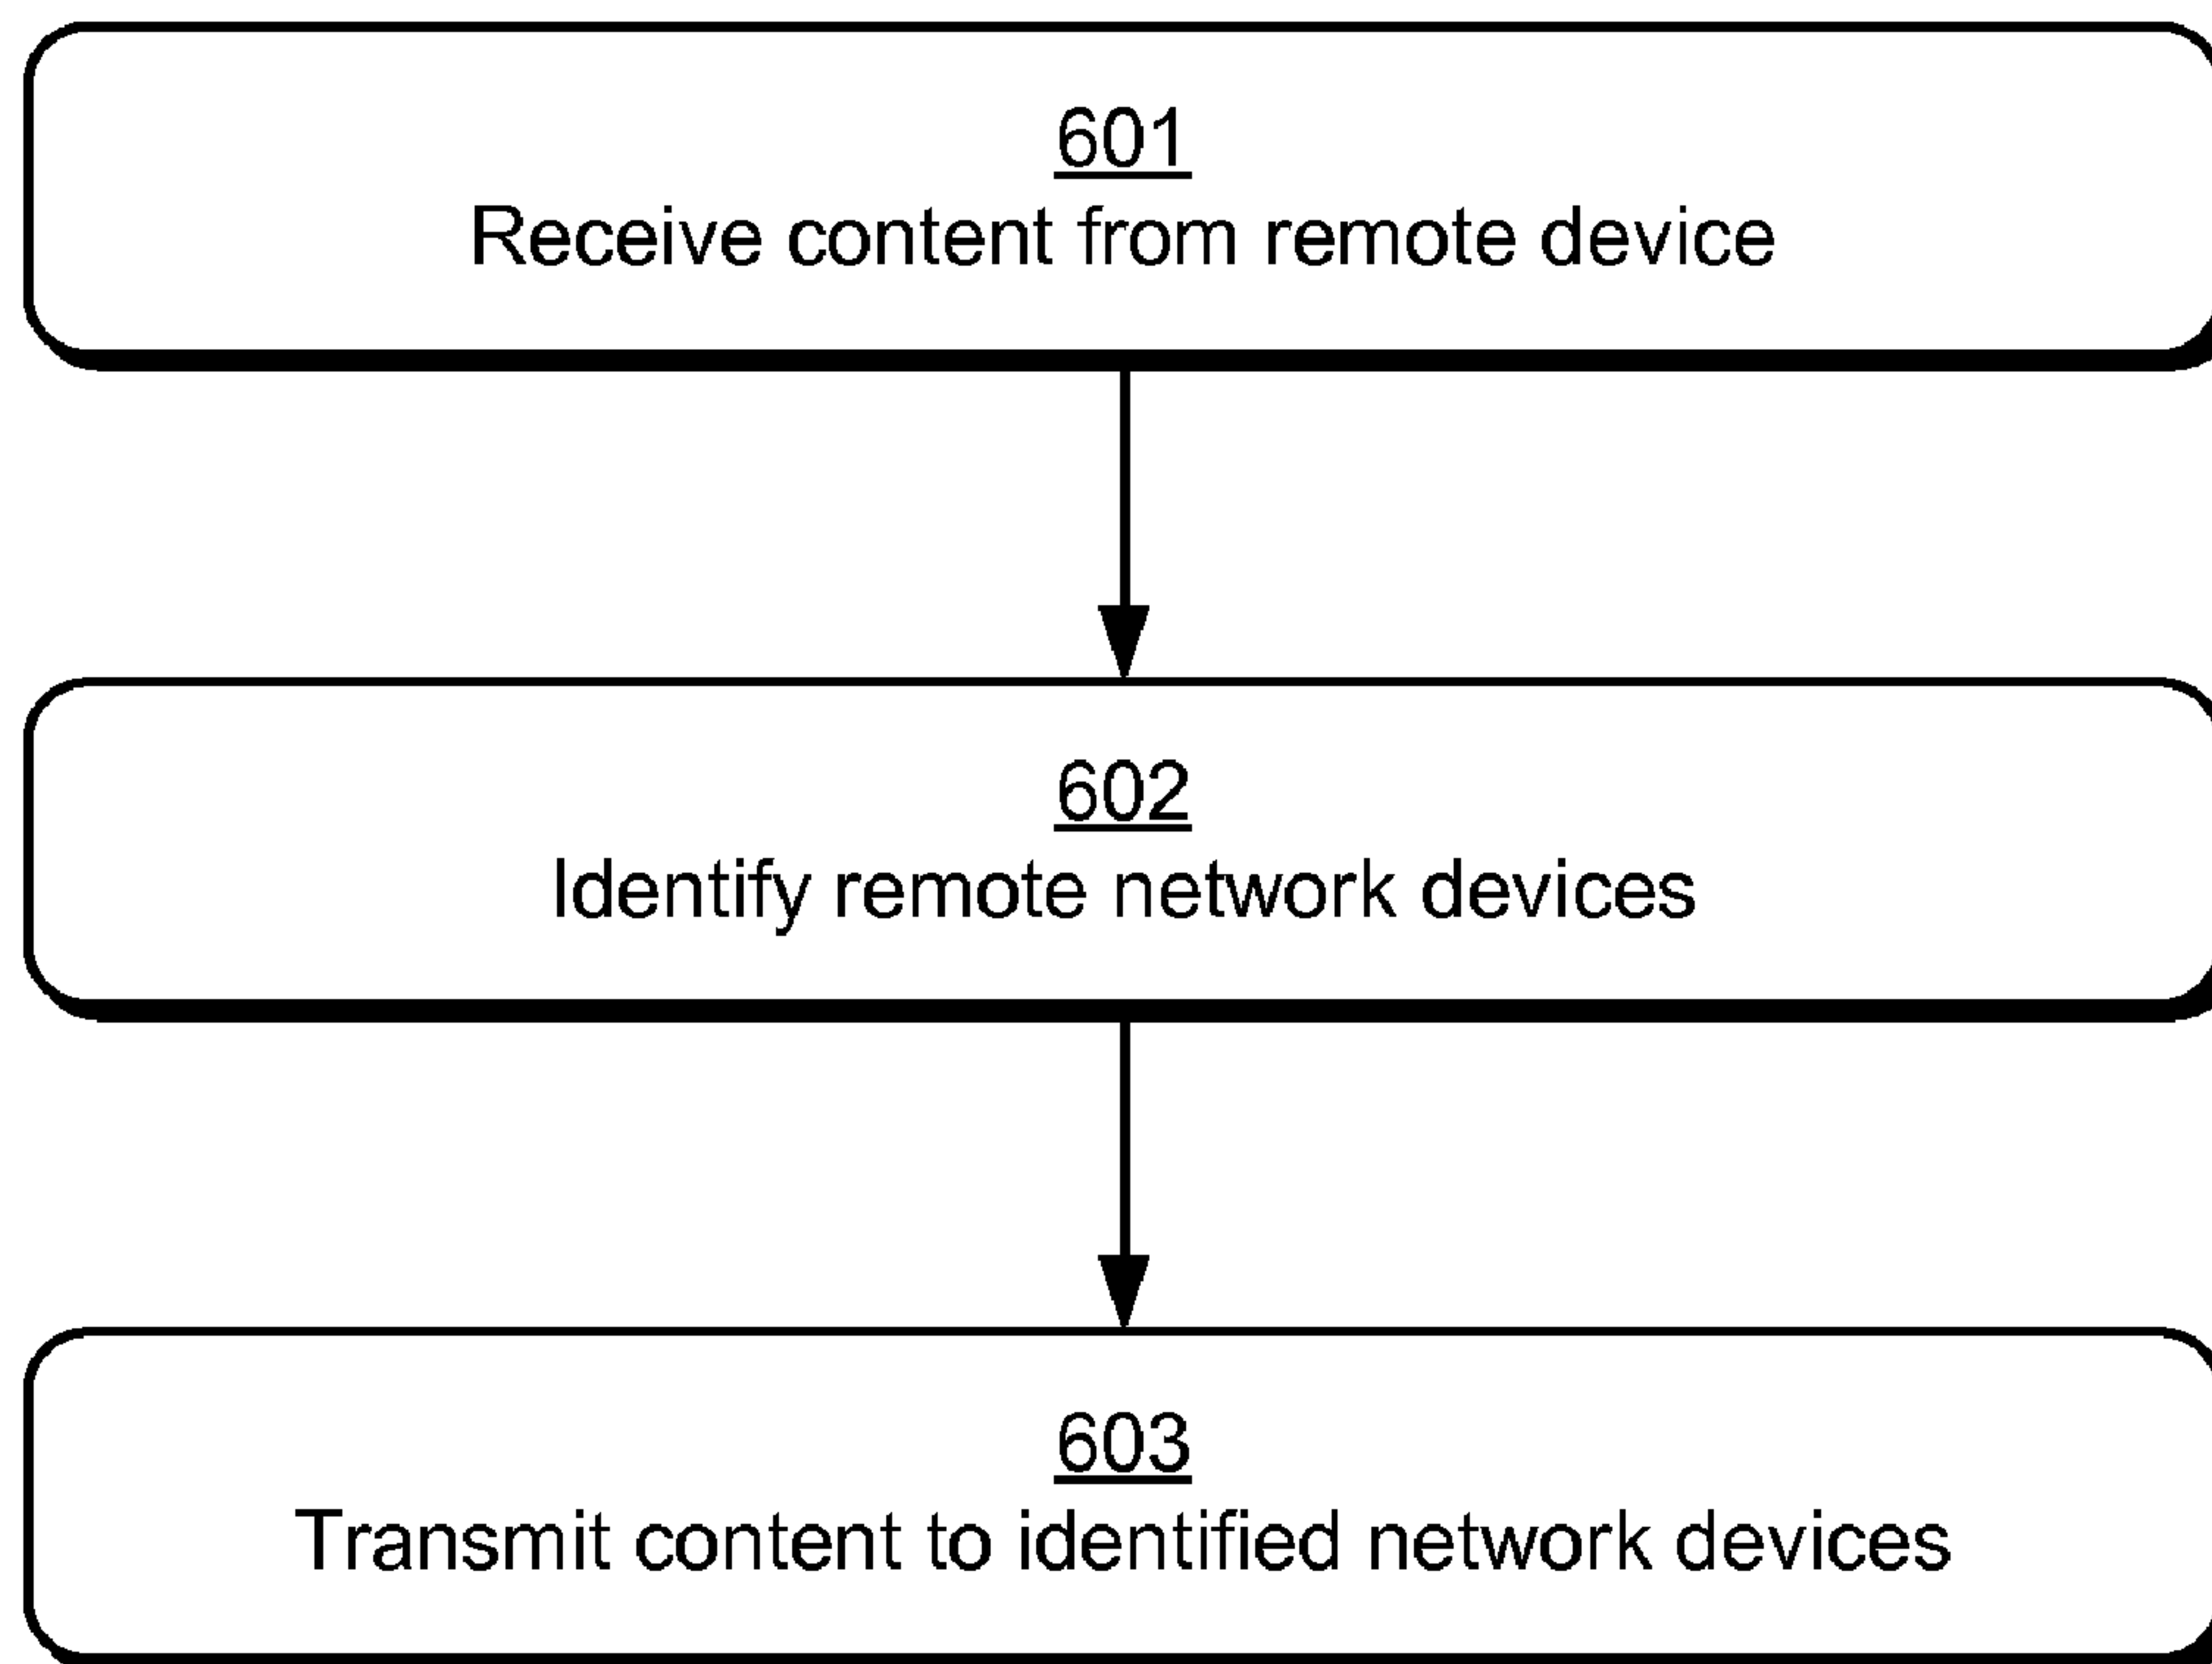 601
Receive content from remote device
602
Identify remote network devices
603
Transmit content to identified network devices